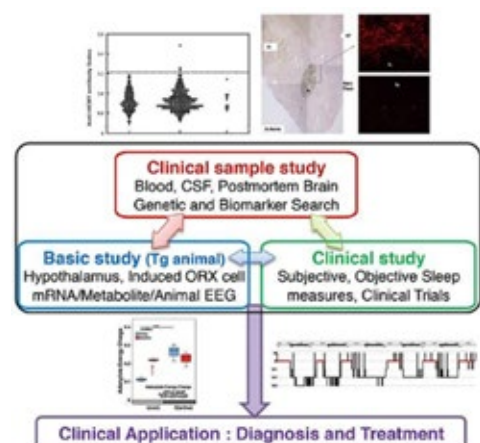 Clinical sample study
Blood, CSF, Postmortem Brain
Genetic and Biomarker Search
Basic study (Tg animal)
Hypothalamus, Induced ORX cell
mRNA/Metabolite/Animal EEG
Clinical study
Subjective, Objective Sleep
measures, Clinical Trials
Clinical Application : Diagnosis and Treatment